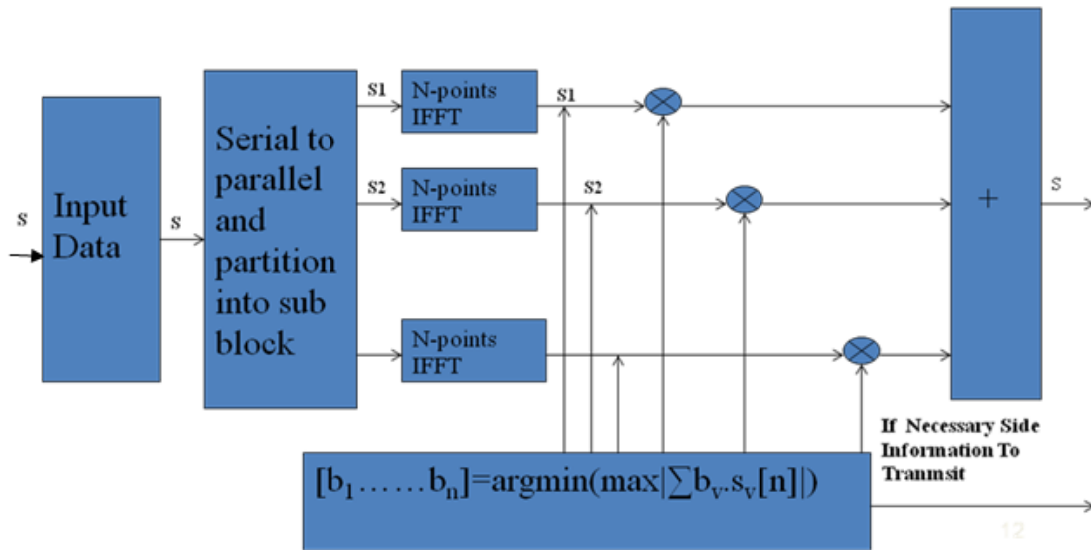 S
Input
Data
S
Serial to
parallel
and
partition
into sub
block
S1
N-points
IFFT
S1
S2
N-points
IFFT
S2
N-points
IFFT
+
S
If Necessary Side
Information To
Tranmsit
[b₁......bₙ]=argmin(max|∑bᵥ.sᵥ[n]|)
12